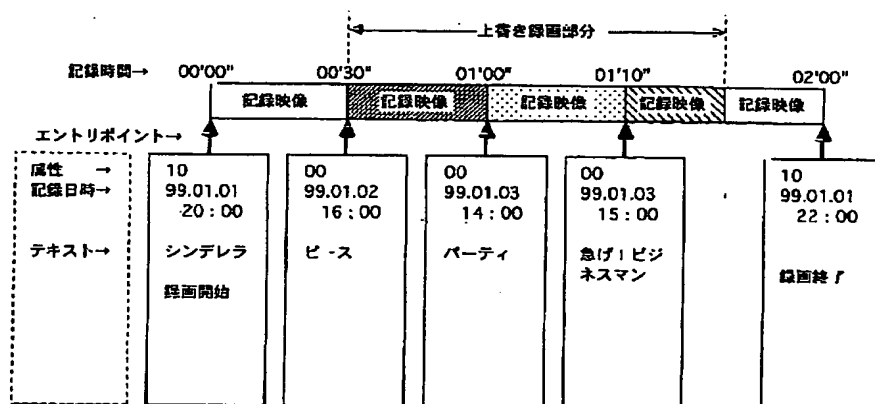 上書き録画部分
記録時間→ 00'00" 00'30" 01'00" 01'10" 02'00"
記録映像 記録映像 記録映像 記録映像 記録映像
エントリポイント→
属性 → 10 00 00 00 10
記録日時→ 99.01.01 99.01.02 99.01.03 99.01.03 99.01.01
20:00 16:00 14:00 15:00 22:00
テキスト→ シンデレラ ピース パーティ 急げ!ビジ
ネスマン
録画開始 録画終了